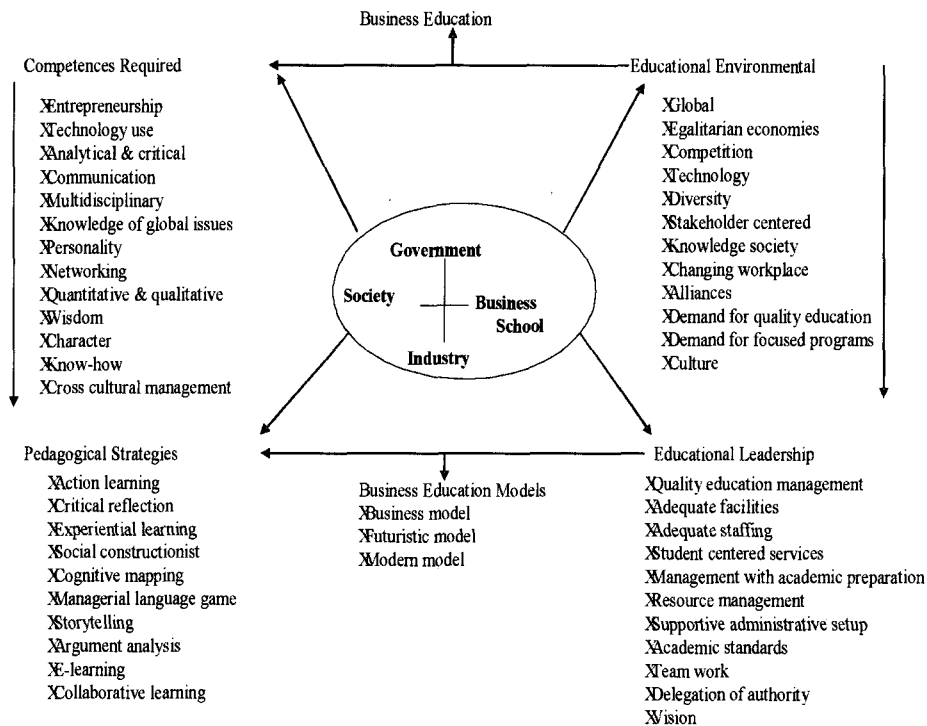 Business Education
Competences Required
XEntrepreneurship
XTechnology use
XAnalytical & critical
XCommunication
XMultidisciplinary
XKnowledge of global issues
XPersonality
XNetworking
XQuantitative & qualitative
XWisdom
XCharacter
XKnow-how
XCross cultural management
Educational Environmental
XGlobal
XEgalitarian economies
XCompetition
XTechnology
XDiversity
XStakeholder centered
XKnowledge society
XChanging workplace
XAlliances
XDemand for quality education
XDemand for focused programs
XCulture
Government
Society
Business
School
Industry
Pedagogical Strategies
XAction learning
XCritical reflection
XExperiential learning
XSocial constructionist
XCognitive mapping
XManagerial language game
XStorytelling
XArgument analysis
XE-learning
XCollaborative learning
Business Education Models
XBusiness model
XFuturistic model
XModern model
Educational Leadership
XQuality education management
XAdequate facilities
XAdequate staffing
XStudent centered services
XManagement with academic preparation
XResource management
XSupportive administrative setup
XAcademic standards
XTeam work
XDelegation of authority
XVision